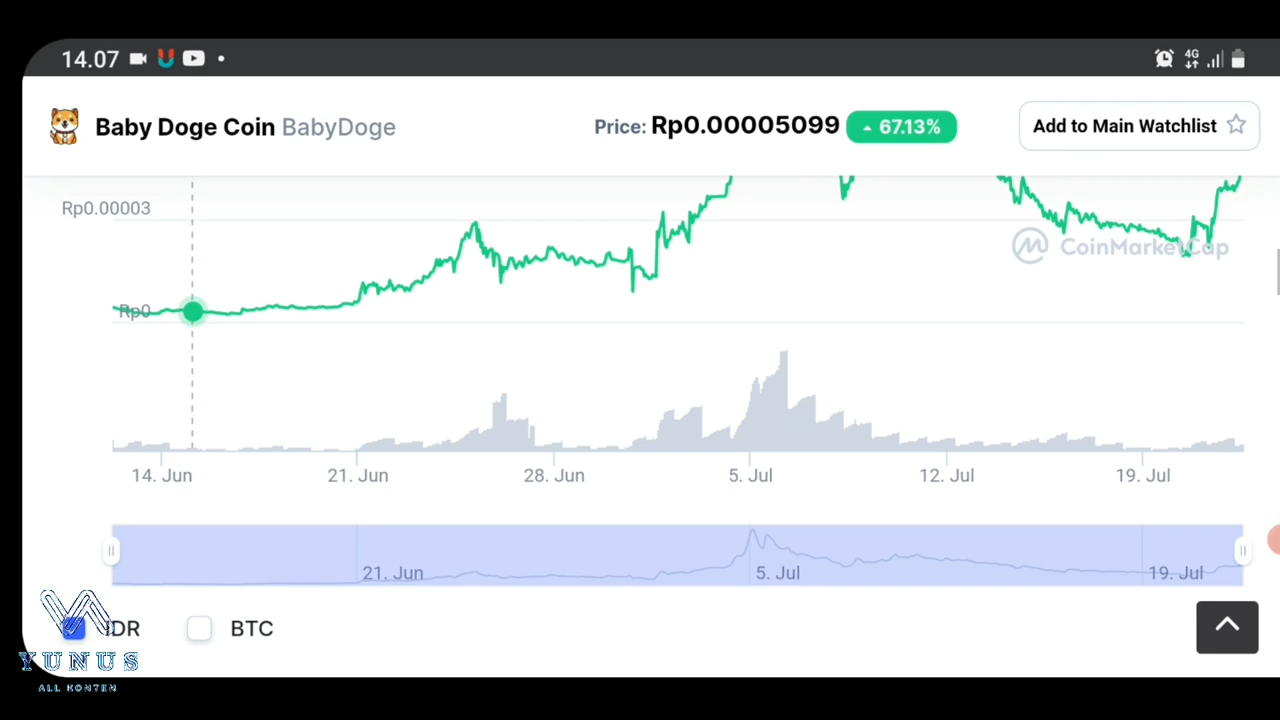 14.07
4G
Baby Doge Coin BabyDoge
Price: Rp0.00005099 67.13%
Add to Main Watchlist
Rp0.00003
CoinMarketCap
Rp0
14. Jun 21. Jun 28. Jun 5. Jul 12. Jul 19. Jul
21. Jun 5. Jul 19. Jul
IDR BTC
YUNUS
ALL KONTEN